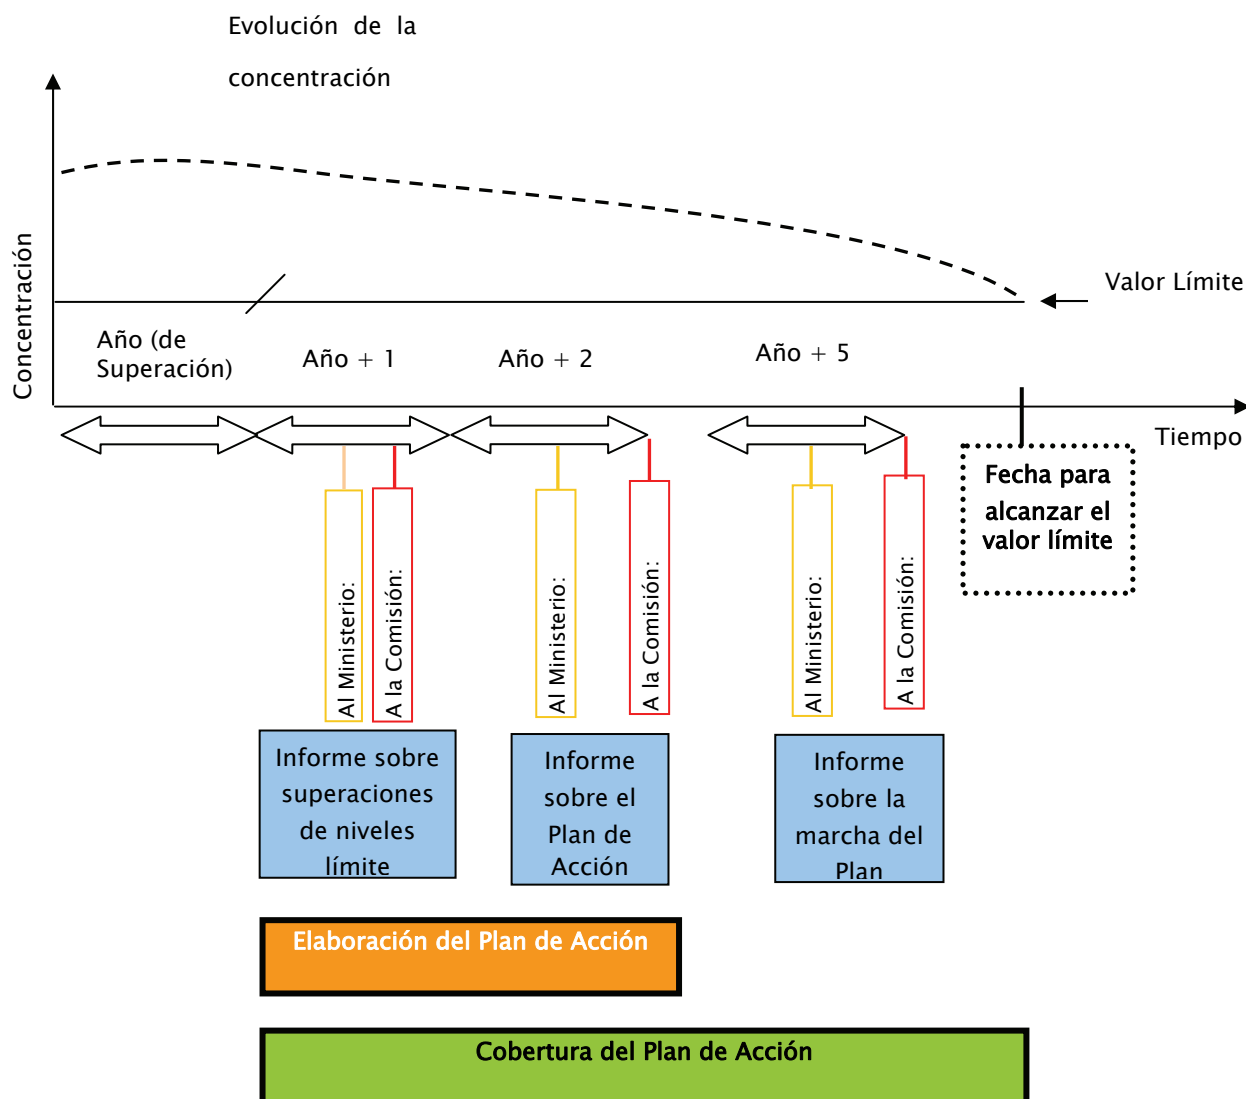 Evolución de la
concentración
Concentración
Valor Límite
Año (de
Superación)
Año + 1
Año + 2
Año + 5
Tiempo
Fecha para
alcanzar el
valor límite
Al Ministerio:
A la Comisión:
Al Ministerio:
A la Comisión:
Al Ministerio:
A la Comisión:
Informe sobre
superaciones
de niveles
límite
Informe
sobre el
Plan de
Acción
Informe
sobre la
marcha del
Plan
Elaboración del Plan de Acción
Cobertura del Plan de Acción